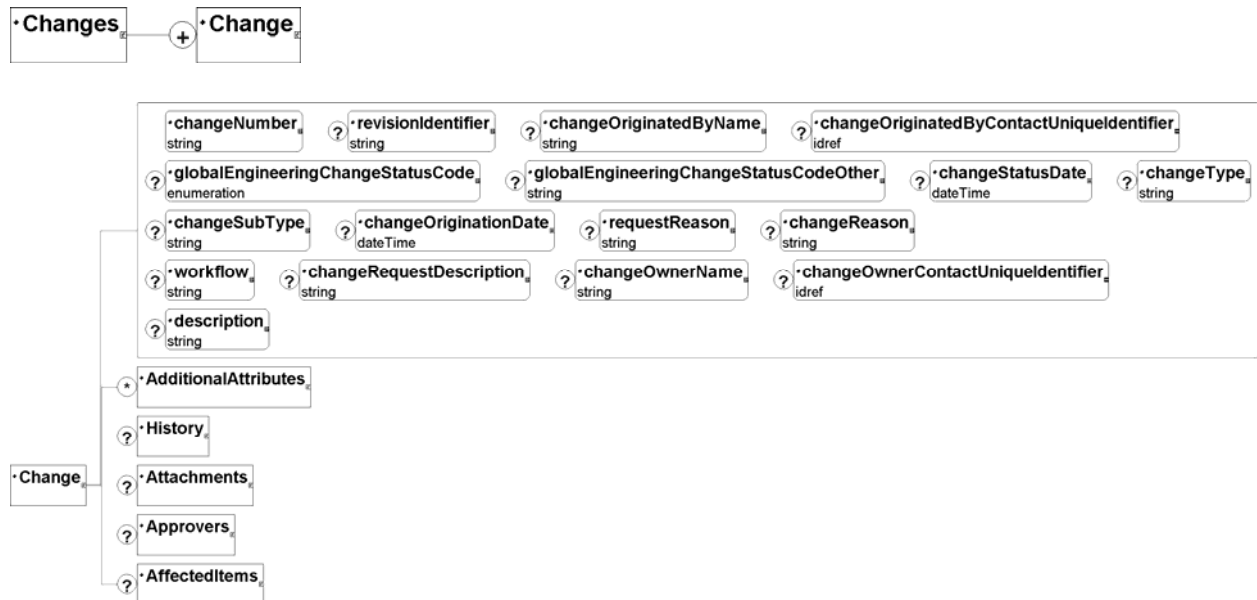 Changes + Change
changeNumber ? revisionIdentifier ? changeOriginatedByName ? changeOriginatedByContactUniqueIdentifier
string string string idref
? globalEngineeringChangeStatusCode ? globalEngineeringChangeStatusCodeOther ? changeStatusDate ? changeType
enumeration string dateTime string
? changeSubType ? changeOriginationDate ? requestReason ? changeReason
string dateTime string string
? workflow ? changeRequestDescription ? changeOwnerName ? changeOwnerContactUniqueIdentifier
string string string idref
? description
string
* AdditionalAttributes
? History
Change ? Attachments
? Approvers
? AffectedItems